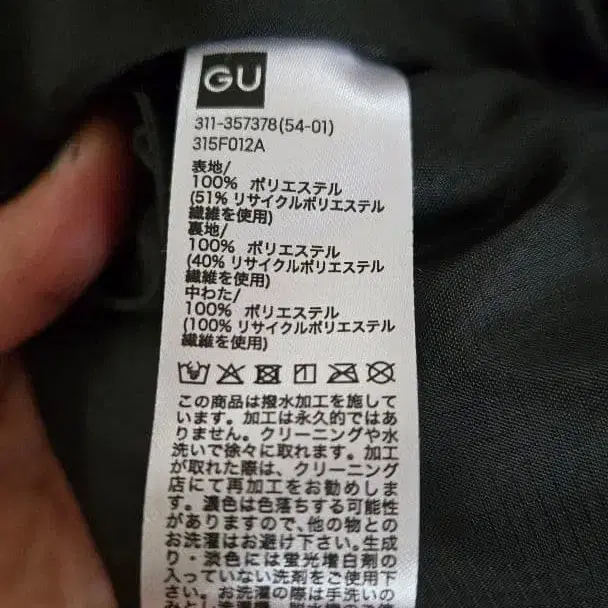 GU
311-357378(54-01)
315F012A
表地/
100% ポリエステル
(51% リサイクルポリエステル
繊維を使用)
裏地/
100% ポリエステル
(40% リサイクルポリエステル
繊維を使用)
中わた/
100% ポリエステル
(100% リサイクルポリエステル
繊維を使用)
この商品は撥水加工を施して
います。加工は永久的ではあ
りません。クリーニングや水
洗いで徐々に取れます。加工
が取れた際は、クリーニング
店にて再加工をお勧めしま
す。濃色は色落ちする可能性
がありますので、他の物との
お洗濯はお避け下さい。生成
り・淡色には蛍光増白剤の
入っていない洗剤をご使用下
さい。お洗濯の際は手洗いの